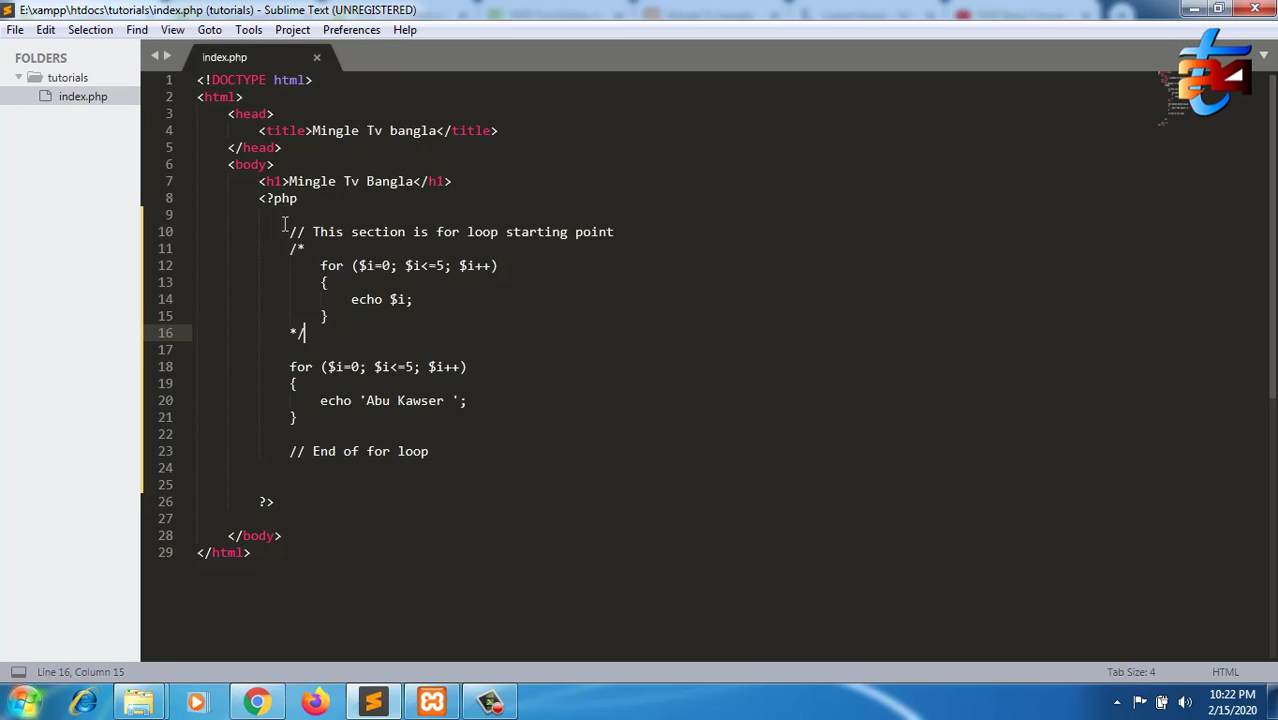 E:\xampp\htdocs\tutorials\index.php (tutorials) - Sublime Text (UNREGISTERED)
File Edit Selection Find View Goto Tools Project Preferences Help
FOLDERS
tutorials
index.php
index.php
1 <!DOCTYPE html>
2 <html>
3 <head>
4 <title>Mingle Tv bangla</title>
5 </head>
6 <body>
7 <h1>Mingle Tv Bangla</h1>
8 <?php
9
10 // This section is for loop starting point
11 /*
12 for ($i=0; $i<=5; $i++)
13 {
14 echo $i;
15 }
16 */
17
18 for ($i=0; $i<=5; $i++)
19 {
20 echo 'Abu Kawser ';
21 }
22
23 // End of for loop
24
25
26 ?>
27
28 </body>
29 </html>
Line 16, Column 15
Tab Size: 4 HTML
10:22 PM
2/15/2020